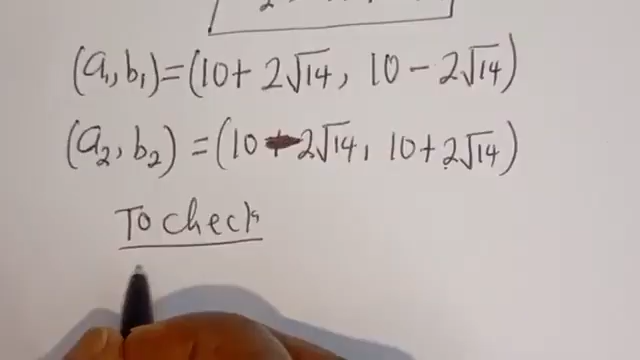 (a₁, b₁) = (10 + 2√14, 10 - 2√14)
(a₂, b₂) = (10 - 2√14, 10 + 2√14)
To check